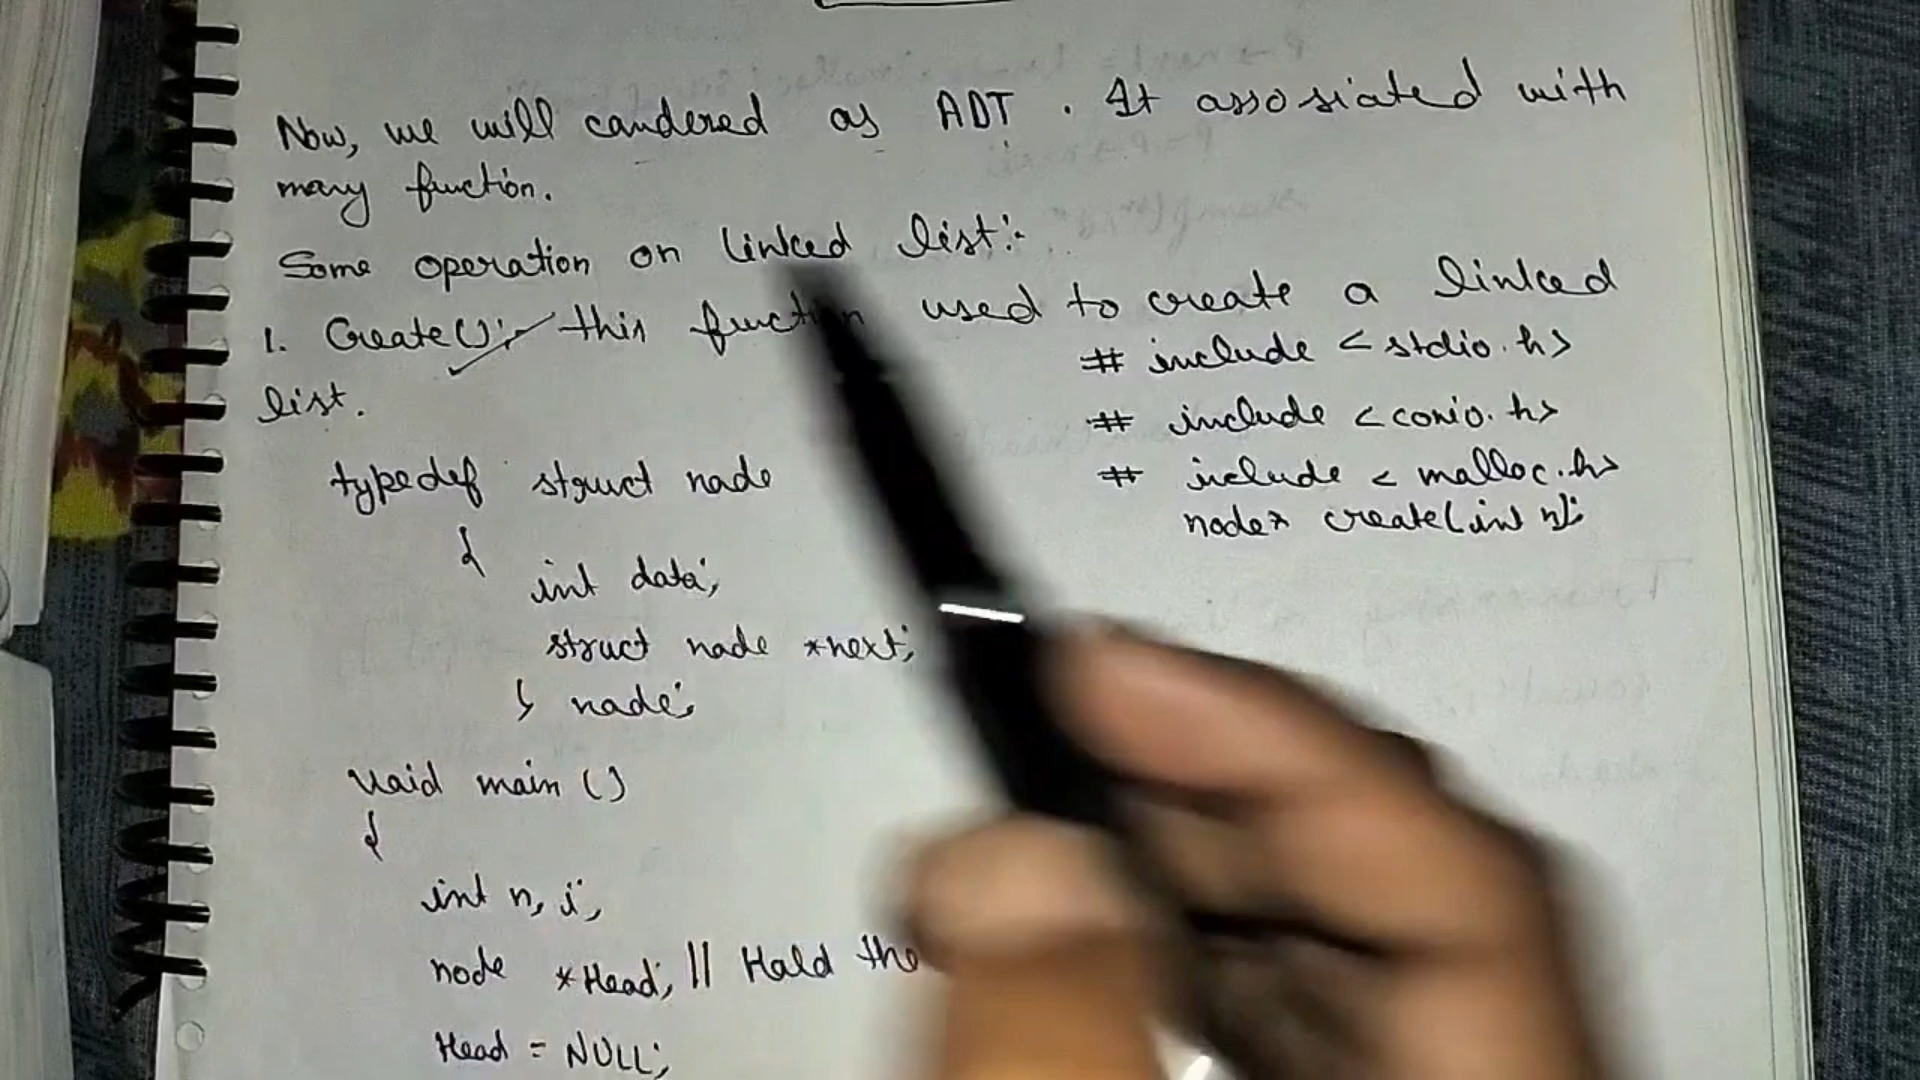 Now, we will candered as ADT. It assosiated with
many function.
Some operation on linked list:-
1. Create():- this function used to create a linked
list.
# include <stdio.h>
# include <conio.h>
# include <malloc.h>
node* create(int n);
typedef struct node
{
int data;
struct node *next;
} node;
void main()
{
int n, i;
node *Head; // Hold the
Head = NULL;